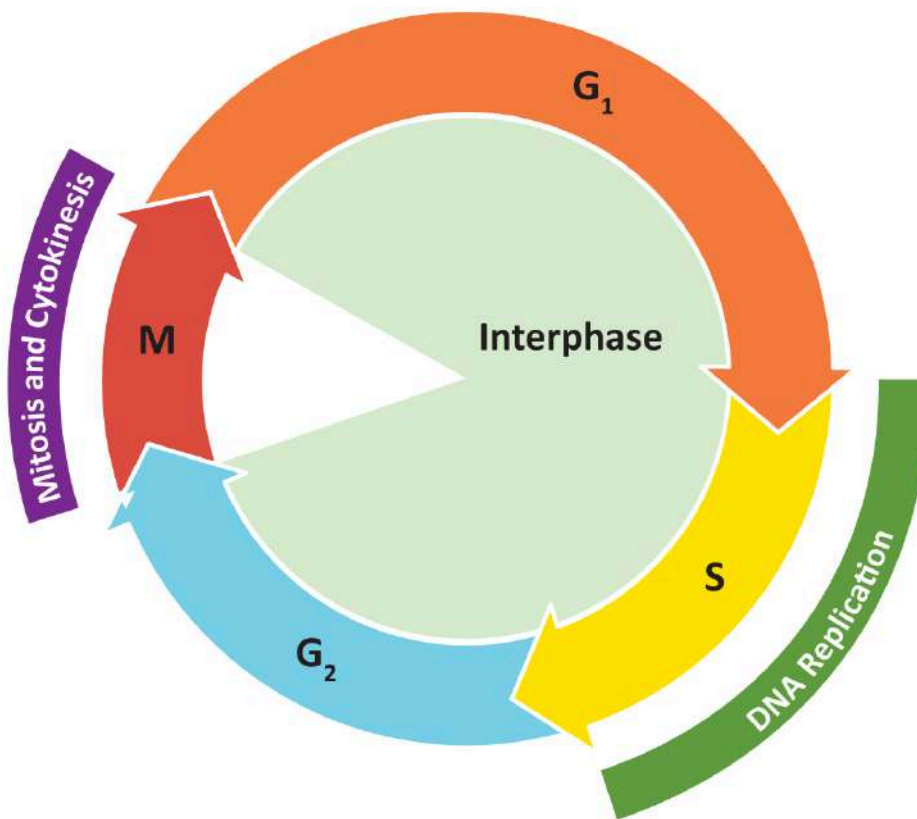 G₁
Mitosis and Cytokinesis
M
Interphase
S
G₂
DNA Replication